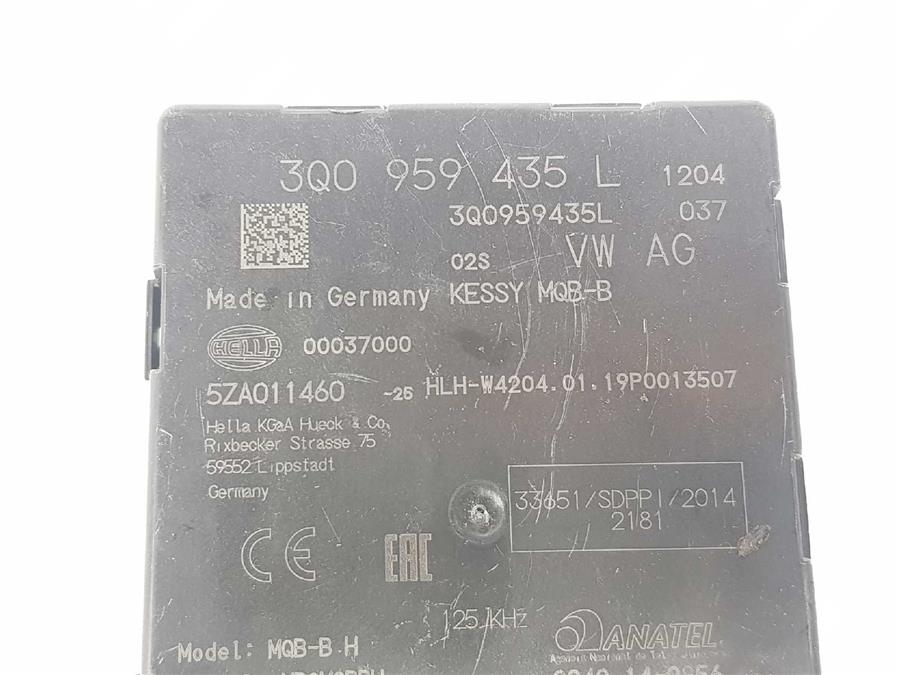 3Q0 959 435 L 1204
3Q0959435L 037
02S VW AG
Made in Germany KESSY MQB-B
HELLA 00037000
5ZA011460 -25 HLH-W4204.01.19P0013507
Hella KGaA Hueck & Co.
Rixbecker Strasse 75
59552 Lippstadt
Germany
33651/SDPPI/2014
2181
CE EAC
125 KHz
ANATEL
Model: MQB-B H